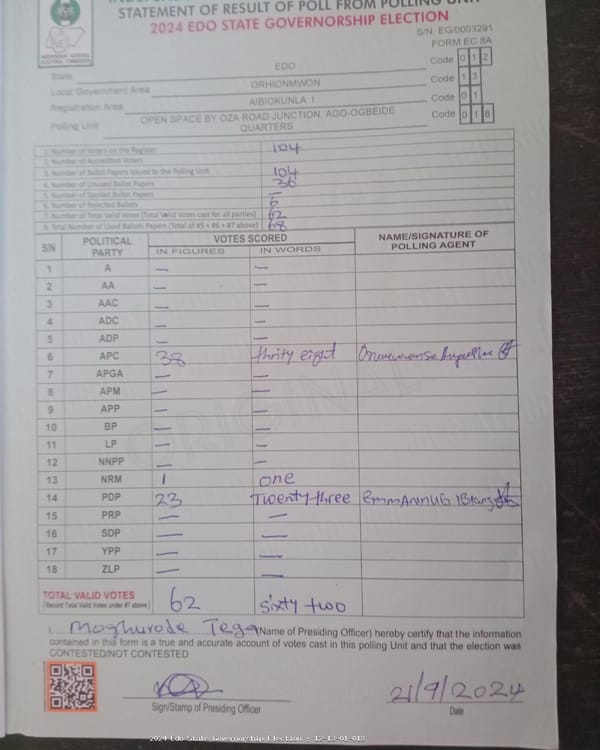 STATEMENT OF RESULT OF POLL FROM POLLING UNIT
2024 EDO STATE GOVERNORSHIP ELECTION
S/N. EG/0003291
FORM EC 8A
State EDO Code 0 1 2
Local Government Area ORHIONMWON Code 1 3
Registration Area AIBIOKUNLA I Code 0 1
Polling Unit OPEN SPACE BY OZA ROAD JUNCTION, AGO-OGBEIDE QUARTERS Code 0 1 8
1. Number of Voters on the Register 104
2. Number of Accredited Voters
3. Number of Ballot Papers Issued to the Polling Unit 104
4. Number of Unused Ballot Papers 36
5. Number of Spoiled Ballot Papers —
6. Number of Rejected Ballots 6
7. Number of Total Valid Votes (Total Valid Votes cast for all parties) 62
8. Total Number of Used Ballots Papers (Total of #5 + #6 + #7 above) 68
S/N POLITICAL PARTY VOTES SCORED NAME/SIGNATURE OF POLLING AGENT
IN FIGURES IN WORDS
1 A — —
2 AA — —
3 AAC — —
4 ADC — —
5 ADP — —
6 APC 38 thrity eight
7 APGA — —
8 APM — —
9 APP — —
10 BP — —
11 LP — —
12 NNPP — —
13 NRM 1 one
14 PDP 23 Twenty three
15 PRP — —
16 SDP — —
17 YPP — —
18 ZLP — —
TOTAL VALID VOTES 62 sixty two
(Record Total Valid Votes under #7 above)
I, Moghurode Tega (Name of Presiding Officer) hereby certify that the information
contained in this form is a true and accurate account of votes cast in this polling Unit and that the election was
CONTESTED/NOT CONTESTED
21/9/2024
Sign/Stamp of Presiding Officer Date
2024 Edo State Governorship Election : 12-13-01-018